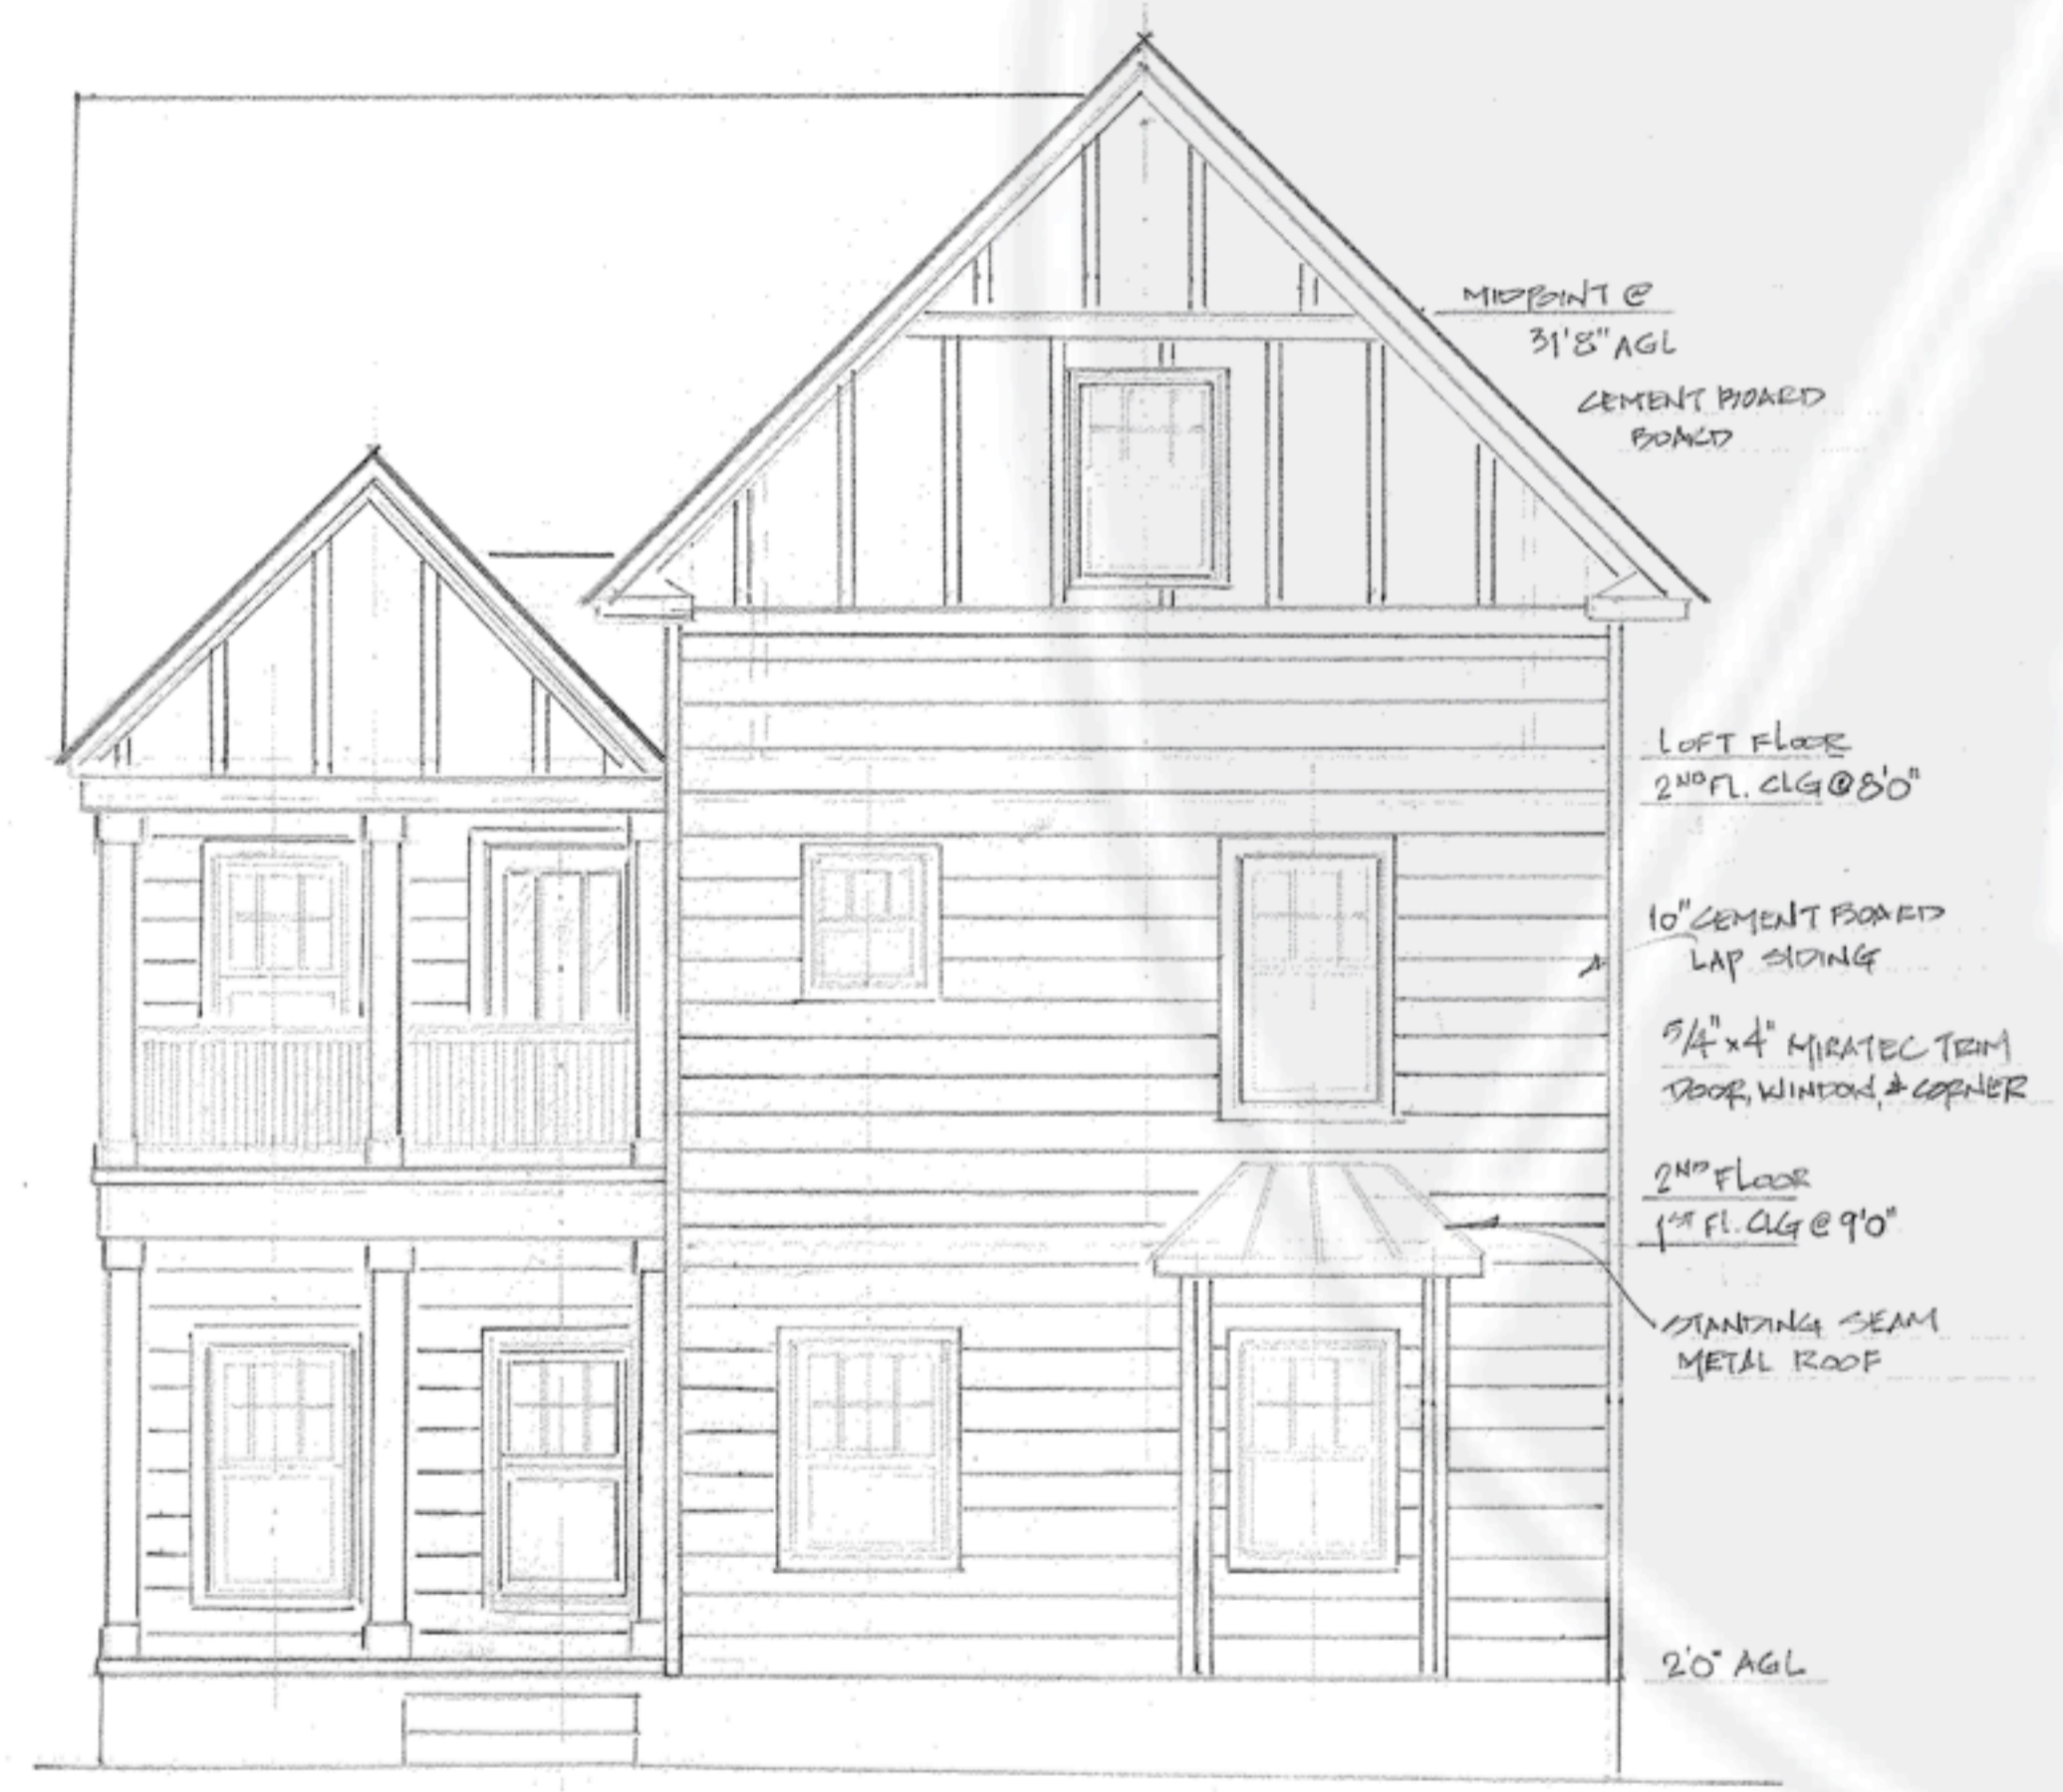 MIDPOINT @
31'8" AGL
CEMENT BOARD
BOARD
LOFT FLOOR
2ND FL. CLG @ 8'0"
10" CEMENT BOARD
LAP SIDING
5/4" x 4" MIRATEC TRIM
DOOR, WINDOW, & CORNER
2ND FLOOR
1ST FL. CLG @ 9'0"
STANDING SEAM
METAL ROOF
2'0" AGL